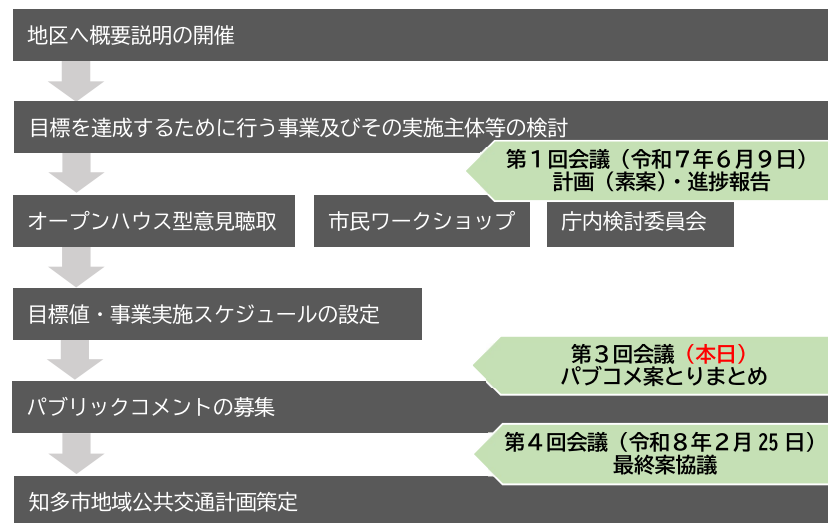 地区へ概要説明の開催
目標を達成するために行う事業及びその実施主体等の検討
第１回会議（令和７年６月９日）
計画（素案）・進捗報告
オープンハウス型意見聴取
市民ワークショップ
庁内検討委員会
目標値・事業実施スケジュールの設定
第３回会議（本日）
パブコメ案とりまとめ
パブリックコメントの募集
第４回会議（令和８年２月 25 日）
最終案協議
知多市地域公共交通計画策定